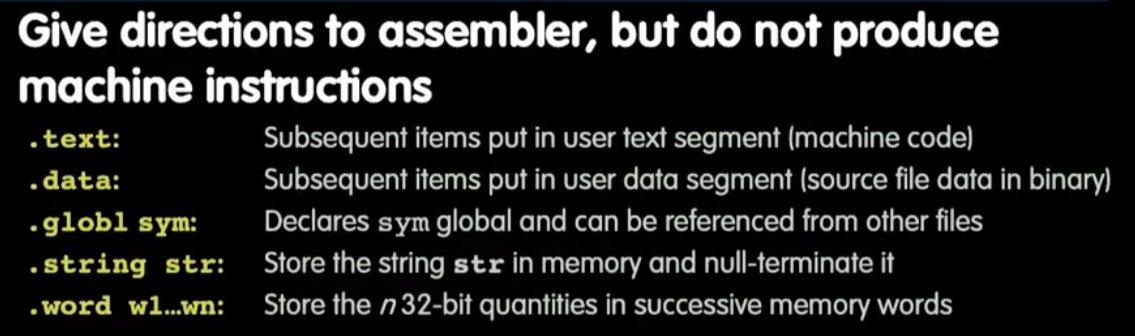 Give directions to assembler, but do not produce
machine instructions
.text: Subsequent items put in user text segment (machine code)
.data: Subsequent items put in user data segment (source file data in binary)
.globl sym: Declares sym global and can be referenced from other files
.string str: Store the string str in memory and null-terminate it
.word w1…wn: Store the n 32-bit quantities in successive memory words